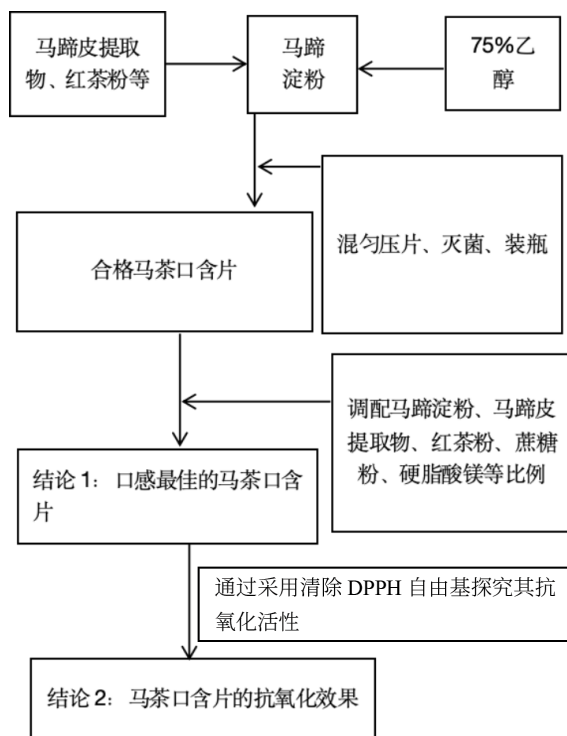 马蹄皮提取
物、红茶粉等
马蹄
淀粉
75%乙
醇
混匀压片、灭菌、装瓶
合格马茶口含片
调配马蹄淀粉、马蹄皮
提取物、红茶粉、蔗糖
粉、硬脂酸镁等比例
结论1：口感最佳的马茶口含
片
通过采用清除 DPPH 自由基探究其抗
氧化活性
结论2：马茶口含片的抗氧化效果